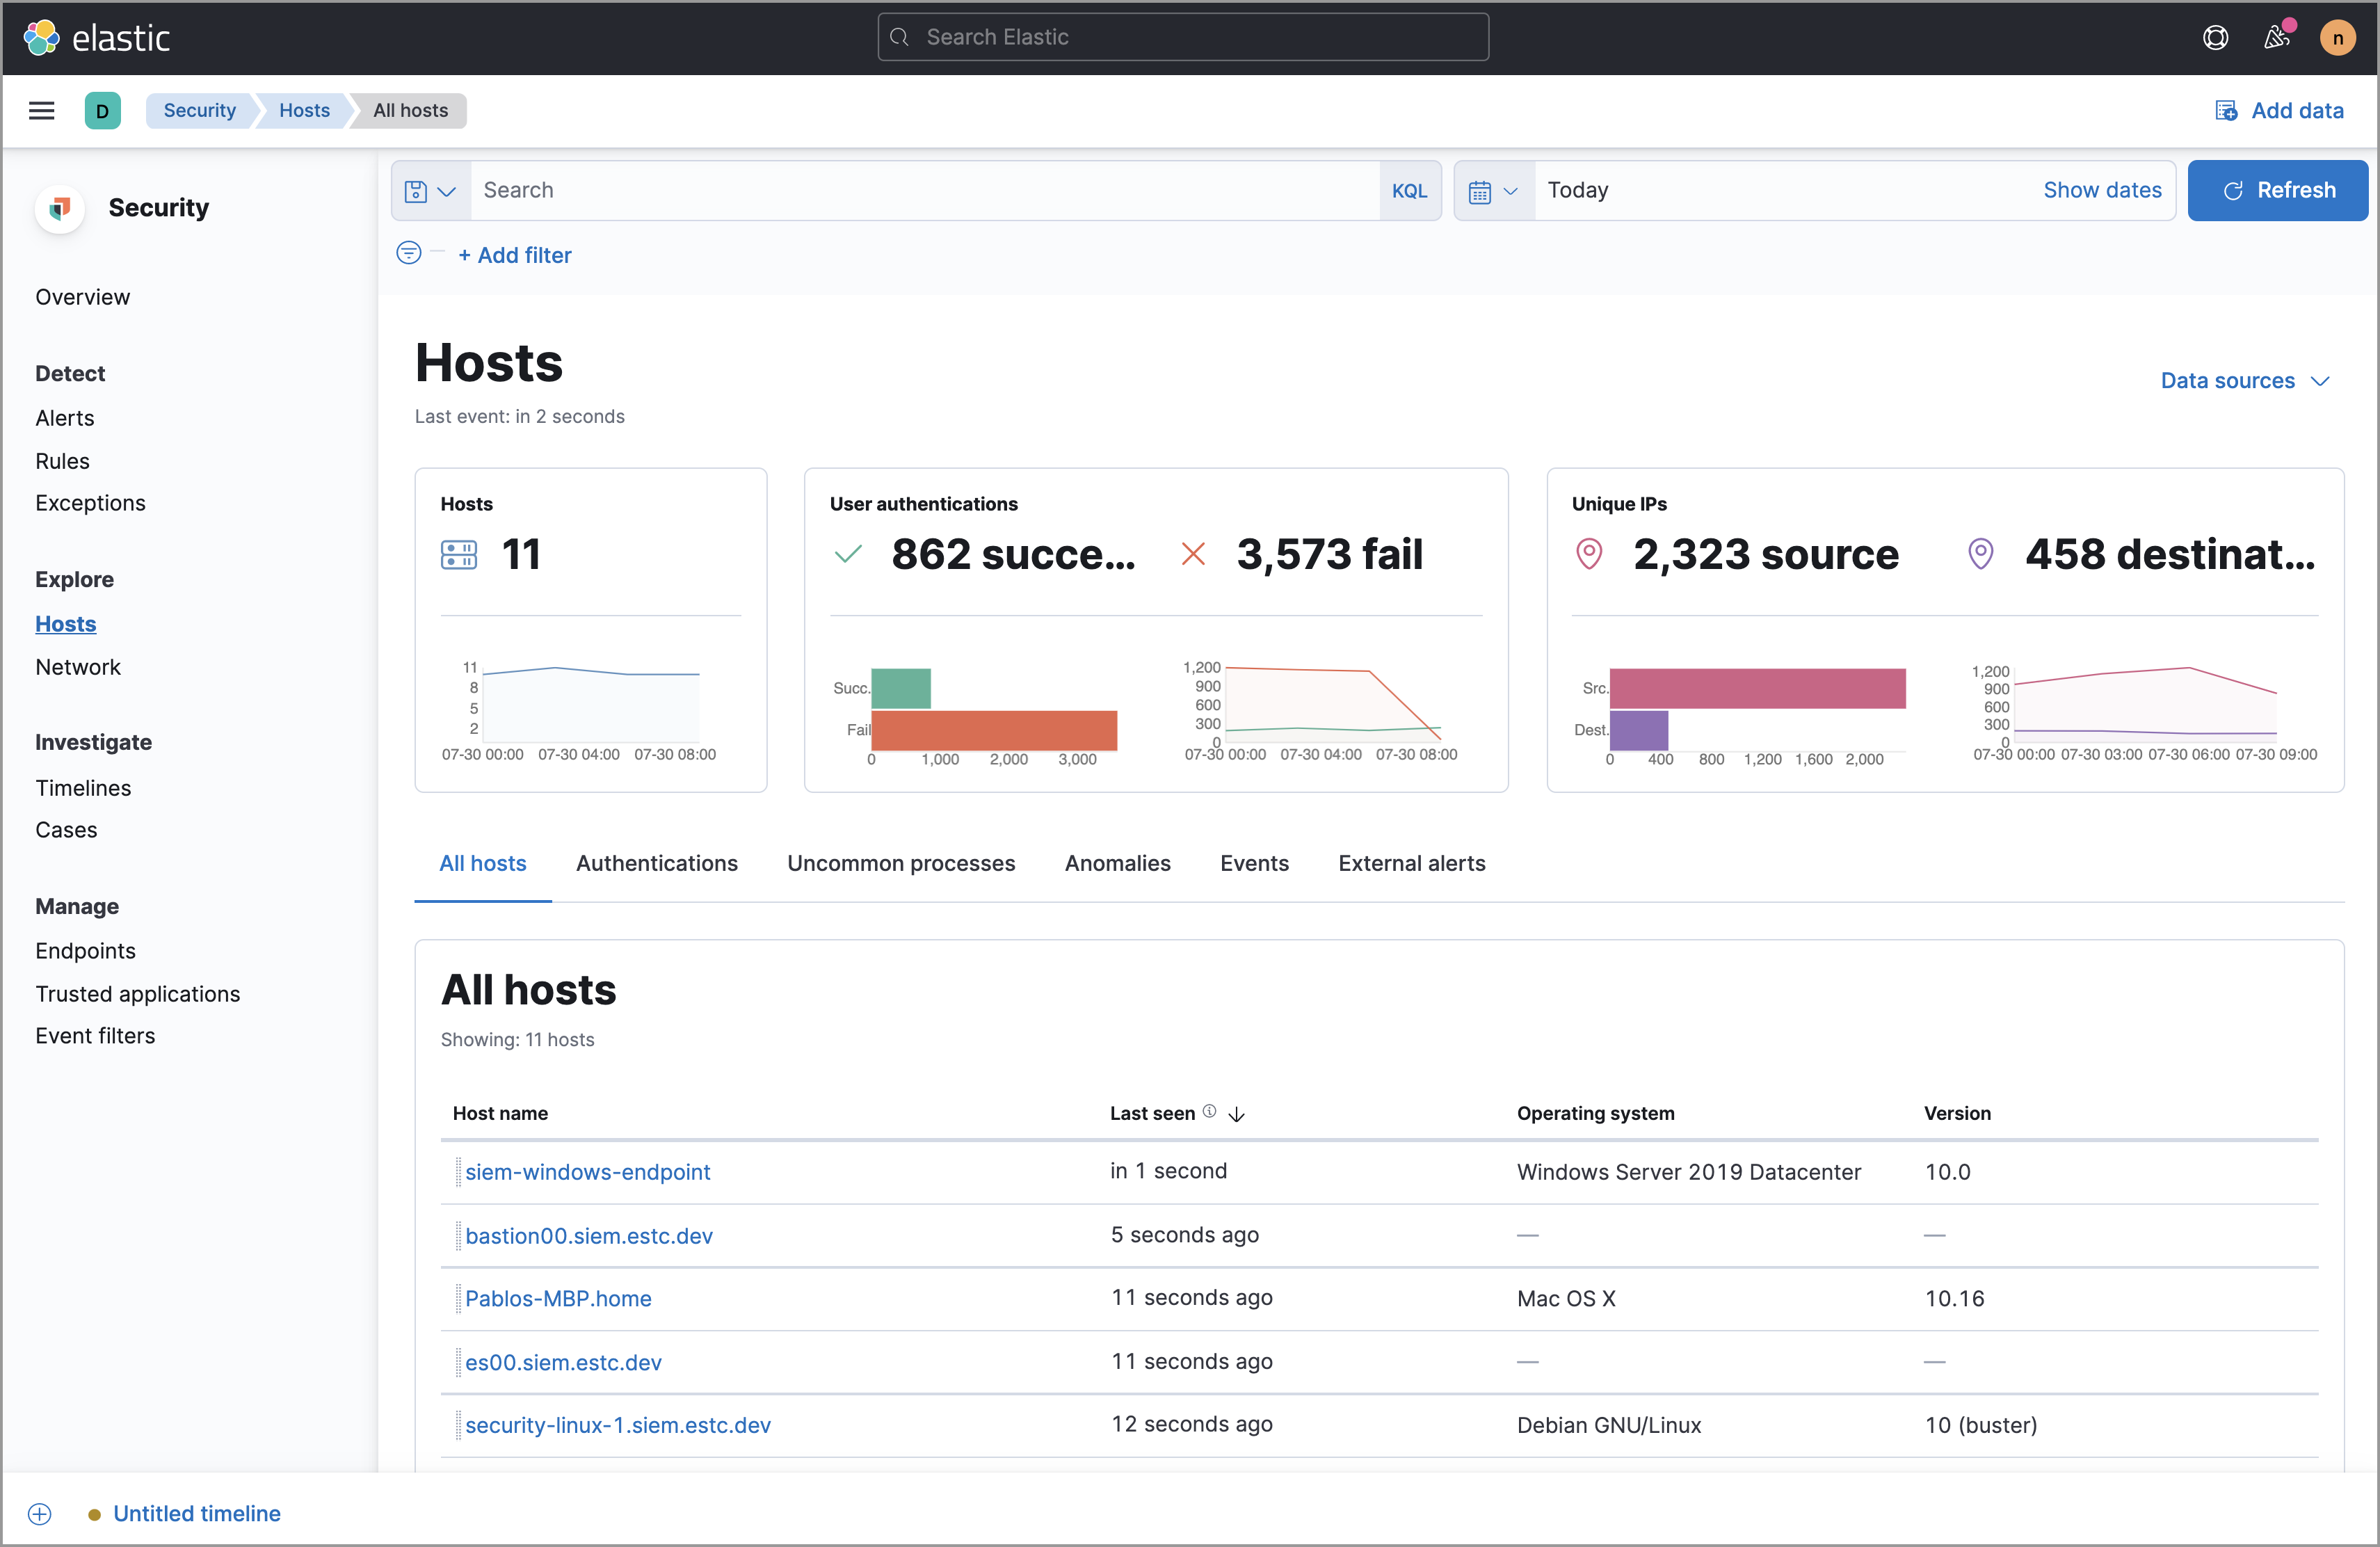 elastic
Search Elastic
n
D
Security
Hosts
All hosts
Add data
Security
Overview
Detect
Alerts
Rules
Exceptions
Explore
Hosts
Network
Investigate
Timelines
Cases
Manage
Endpoints
Trusted applications
Event filters
Search
KQL
Today
Show dates
Refresh
+ Add filter
Hosts
Last event: in 2 seconds
Data sources
Hosts
11
11
8
5
2
07-30 00:00 07-30 04:00 07-30 08:00
User authentications
862 succe...
3,573 fail
Succ.
Fail
0 1,000 2,000 3,000
1,200
900
600
300
0
07-30 00:00 07-30 04:00 07-30 08:00
Unique IPs
2,323 source
458 destinat...
Src.
Dest.
0 400 800 1,200 1,600 2,000
1,200
900
600
300
0
07-30 00:00 07-30 03:00 07-30 06:00 07-30 09:00
All hosts Authentications Uncommon processes Anomalies Events External alerts
All hosts
Showing: 11 hosts
Host name Last seen Operating system Version
siem-windows-endpoint in 1 second Windows Server 2019 Datacenter 10.0
bastion00.siem.estc.dev 5 seconds ago — —
Pablos-MBP.home 11 seconds ago Mac OS X 10.16
es00.siem.estc.dev 11 seconds ago — —
security-linux-1.siem.estc.dev 12 seconds ago Debian GNU/Linux 10 (buster)
Untitled timeline